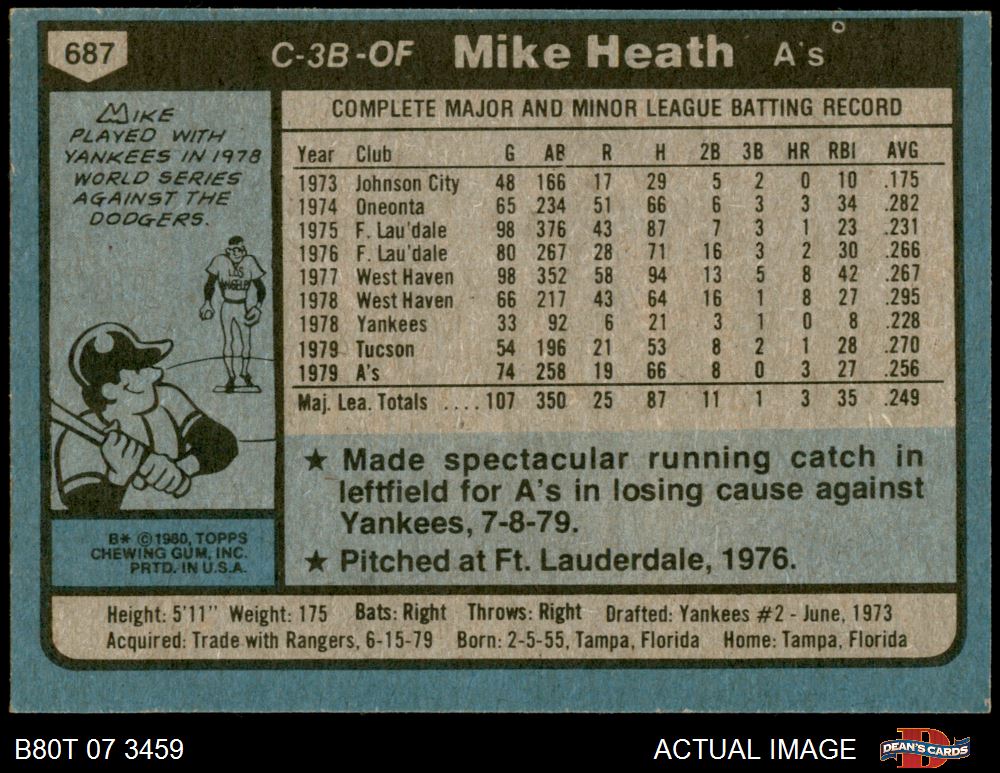 687 C-3B-OF Mike Heath A's
MIKE
PLAYED WITH
YANKEES IN 1978
WORLD SERIES
AGAINST THE
DODGERS.
LOS
ANGELES
B* ©1980, TOPPS
CHEWING GUM, INC.
PRTD. IN U.S.A.
COMPLETE MAJOR AND MINOR LEAGUE BATTING RECORD
Year Club G AB R H 2B 3B HR RBI AVG
1973 Johnson City 48 166 17 29 5 2 0 10 .175
1974 Oneonta 65 234 51 66 6 3 3 34 .282
1975 F. Lau'dale 98 376 43 87 7 3 1 23 .231
1976 F. Lau'dale 80 267 28 71 16 3 2 30 .266
1977 West Haven 98 352 58 94 13 5 8 42 .267
1978 West Haven 66 217 43 64 16 1 8 27 .295
1978 Yankees 33 92 6 21 3 1 0 8 .228
1979 Tucson 54 196 21 53 8 2 1 28 .270
1979 A's 74 258 19 66 8 0 3 27 .256
Maj. Lea. Totals ....107 350 25 87 11 1 3 35 .249
★ Made spectacular running catch in
leftfield for A's in losing cause against
Yankees, 7-8-79.
★ Pitched at Ft. Lauderdale, 1976.
Height: 5'11" Weight: 175 Bats: Right Throws: Right Drafted: Yankees #2 - June, 1973
Acquired: Trade with Rangers, 6-15-79 Born: 2-5-55, Tampa, Florida Home: Tampa, Florida
B80T 07 3459 ACTUAL IMAGE DEAN'S CARDS